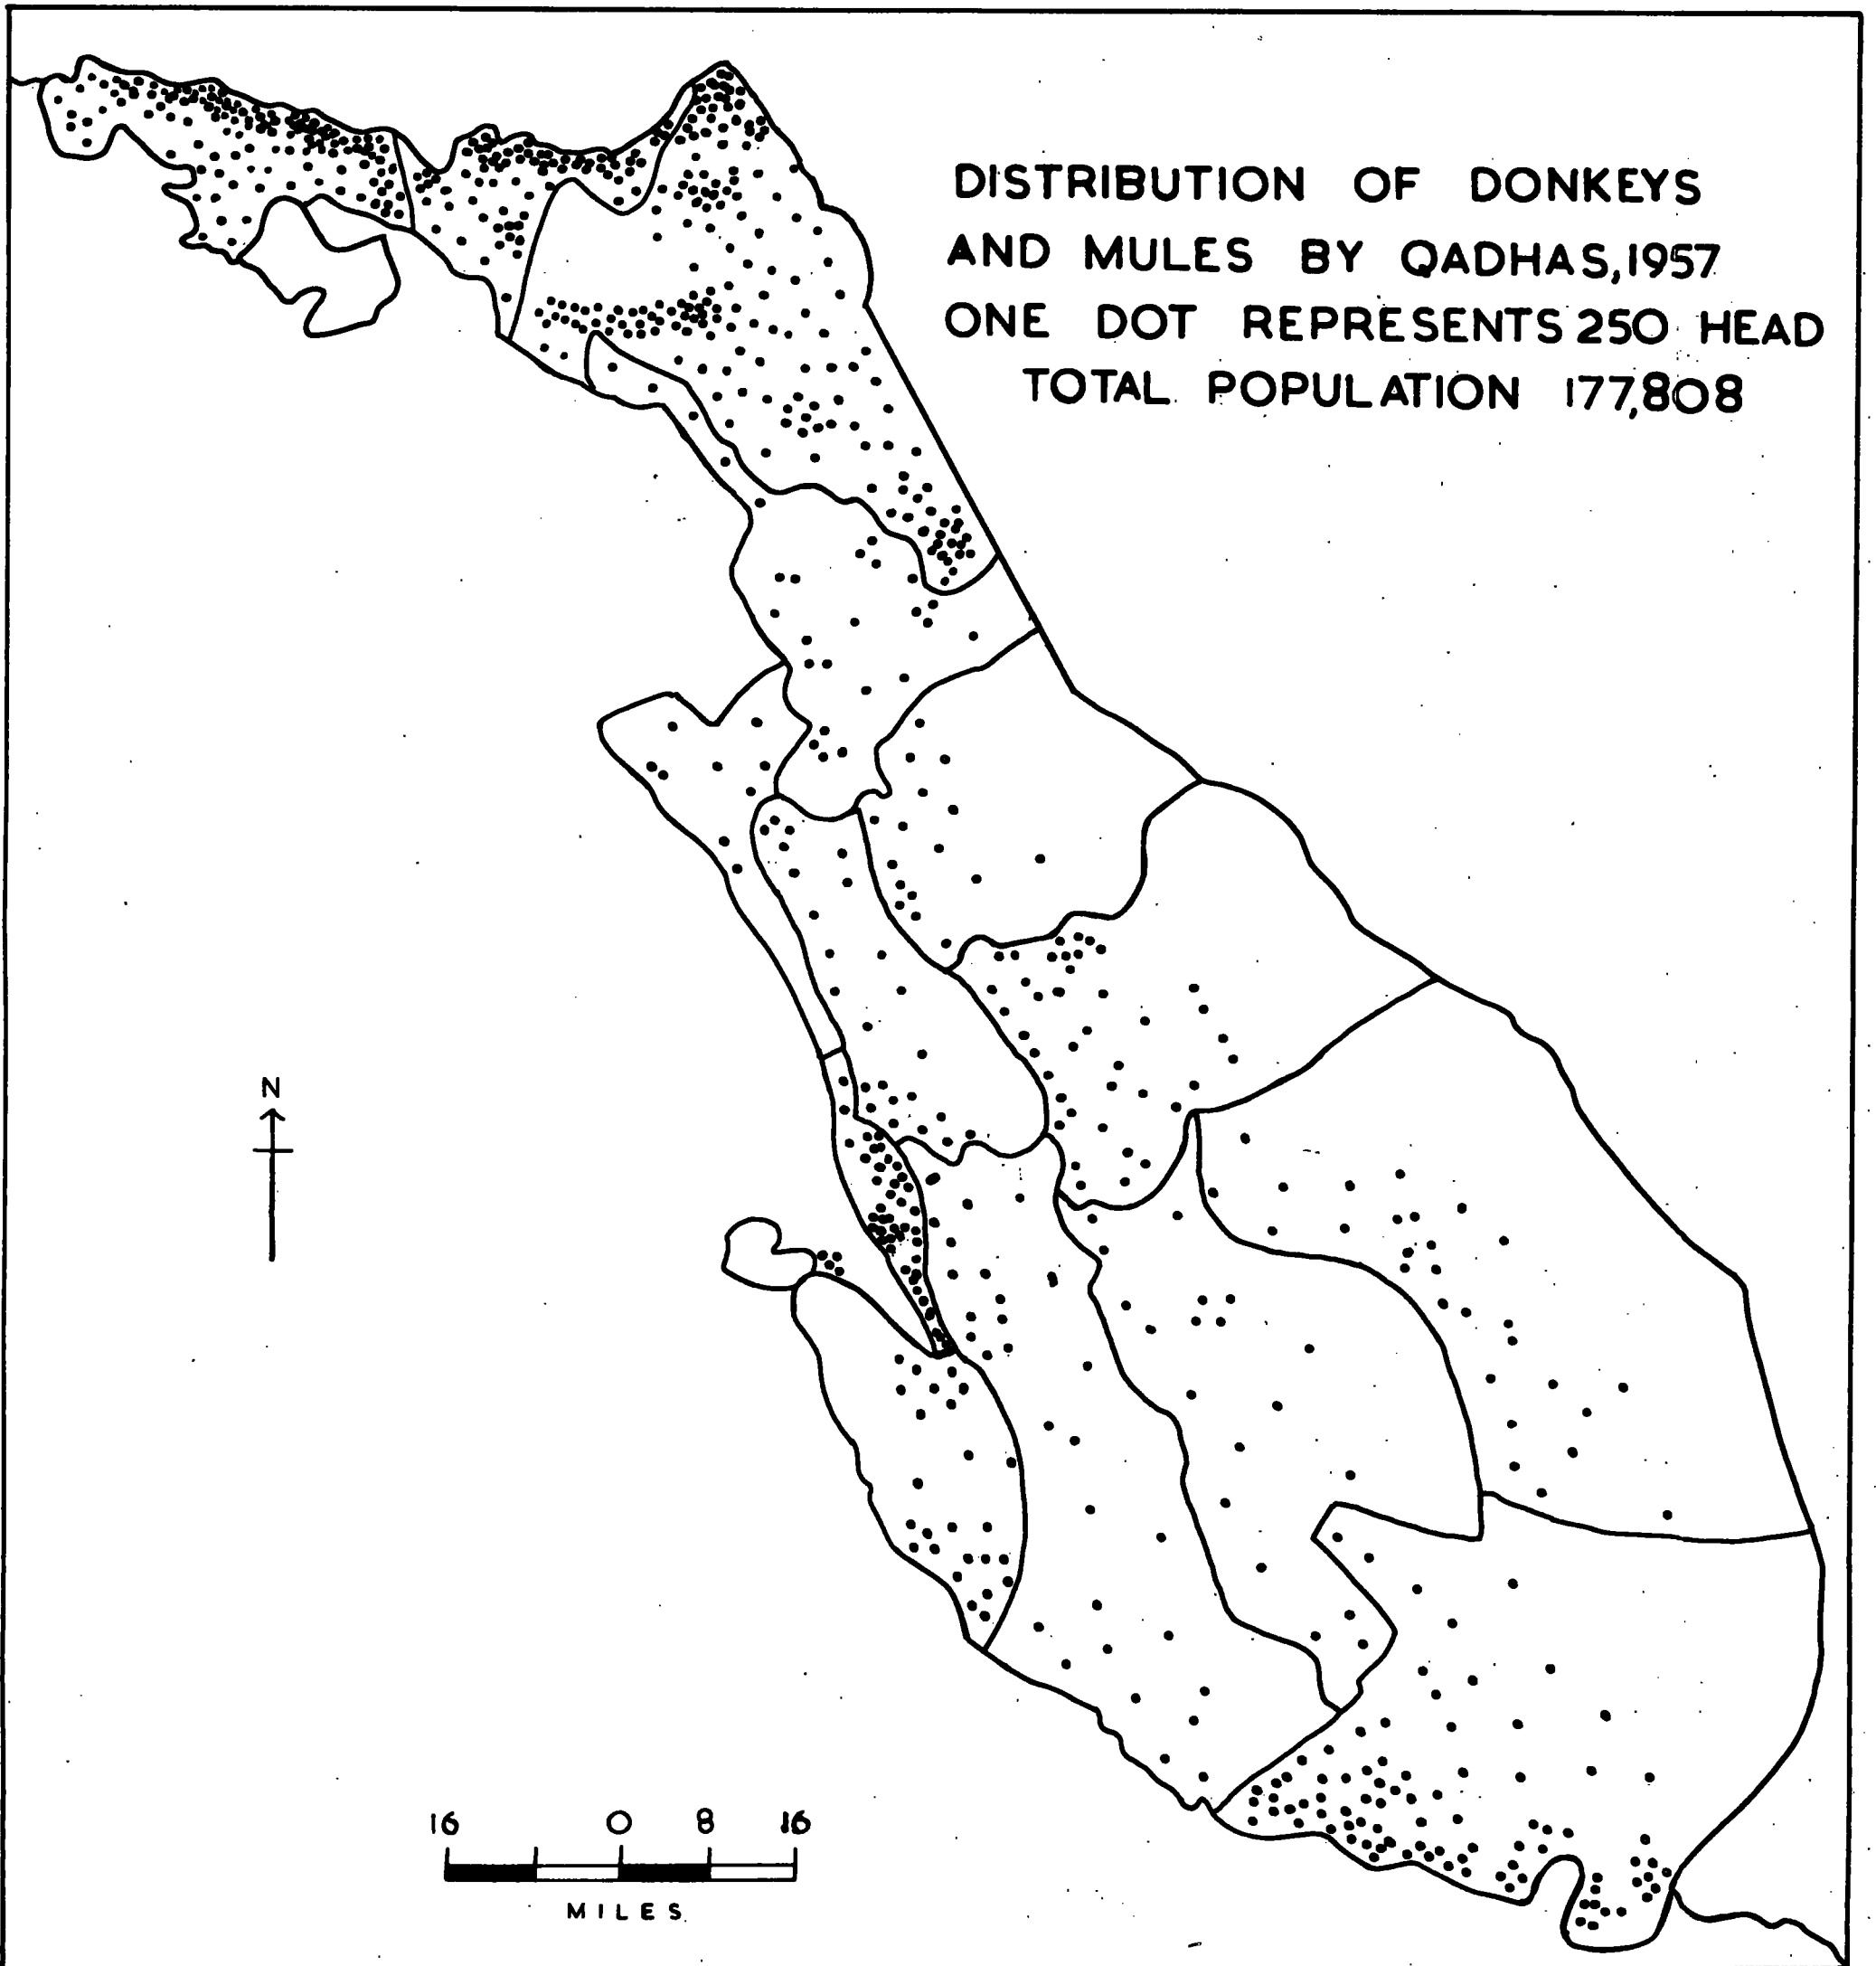 DISTRIBUTION OF DONKEYS
AND MULES BY QADHAS, 1957
ONE DOT REPRESENTS 250 HEAD
TOTAL POPULATION 177,808
N
16 0 8 16
MILES